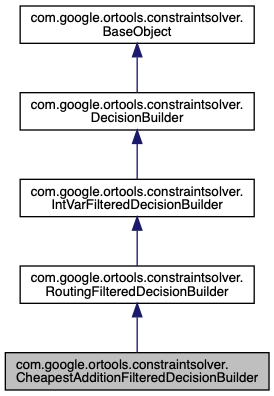 com.google.ortools.constraintsolver.
BaseObject
com.google.ortools.constraintsolver.
DecisionBuilder
com.google.ortools.constraintsolver.
IntVarFilteredDecisionBuilder
com.google.ortools.constraintsolver.
RoutingFilteredDecisionBuilder
com.google.ortools.constraintsolver.
CheapestAdditionFilteredDecisionBuilder